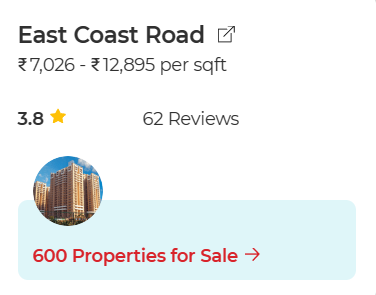 East Coast Road
₹7,026 - ₹12,895 per sqft
3.8 62 Reviews
600 Properties for Sale →